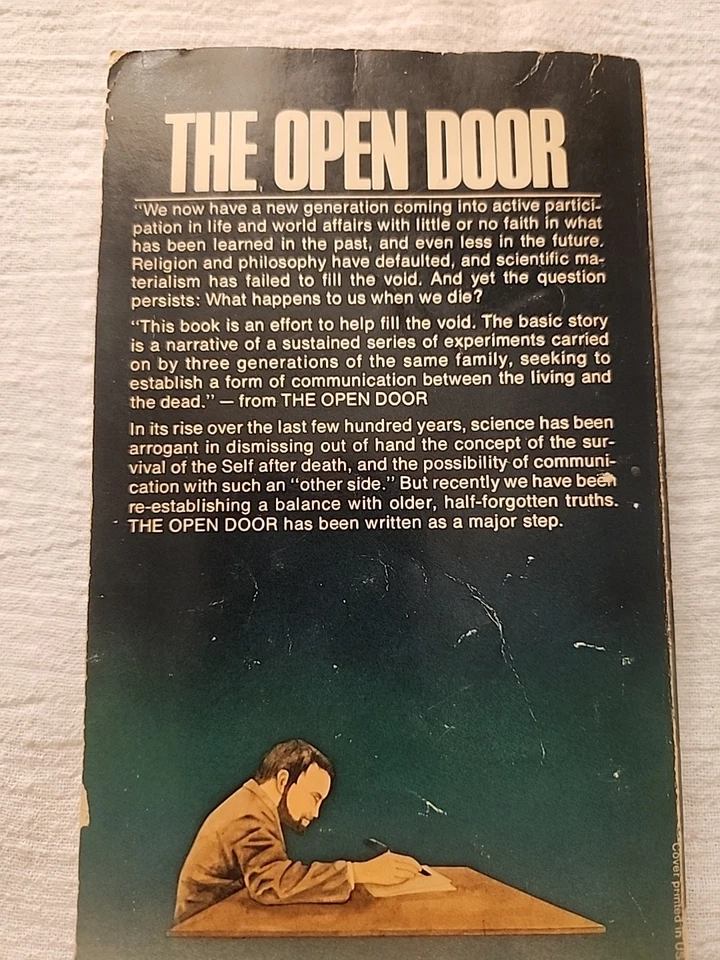 THE OPEN DOOR
“We now have a new generation coming into active partici-
pation in life and world affairs with little or no faith in what
has been learned in the past, and even less in the future.
Religion and philosophy have defaulted, and scientific ma-
terialism has failed to fill the void. And yet the question
persists: What happens to us when we die?
“This book is an effort to help fill the void. The basic story
is a narrative of a sustained series of experiments carried
on by three generations of the same family, seeking to
establish a form of communication between the living and
the dead.” — from THE OPEN DOOR
In its rise over the last few hundred years, science has been
arrogant in dismissing out of hand the concept of the sur-
vival of the Self after death, and the possibility of communi-
cation with such an “other side.” But recently we have been
re-establishing a balance with older, half-forgotten truths.
THE OPEN DOOR has been written as a major step.
Cover printed in